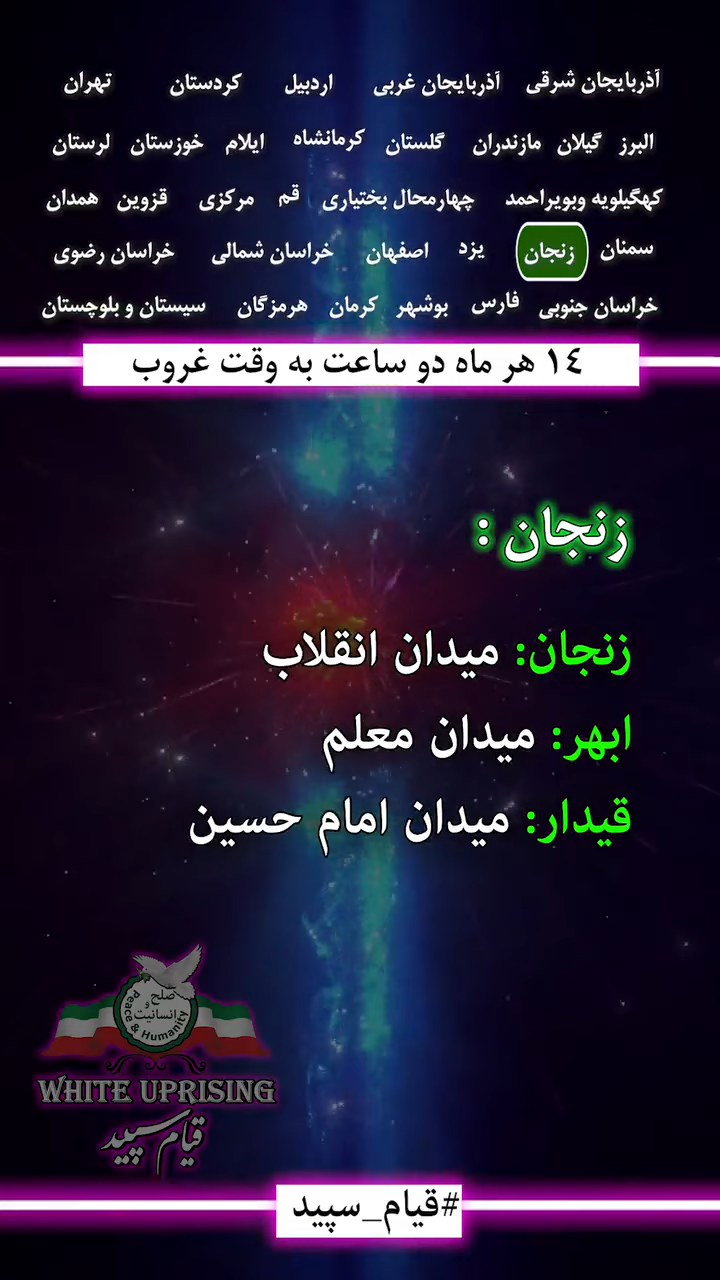 آذربایجان شرقی آذربایجان غربی اردبیل کردستان تهران
البرز گیلان مازندران گلستان کرمانشاه ایلام خوزستان لرستان
کهگیلویه وبویراحمد چهارمحال بختیاری قم مرکزی قزوین همدان
سمنان زنجان یزد اصفهان خراسان شمالی خراسان رضوی
خراسان جنوبی فارس بوشهر کرمان هرمزگان سیستان و بلوچستان
١٤ هر ماه دو ساعت به وقت غروب
زنجان :
زنجان: میدان انقلاب
ابهر: میدان معلم
قیدار: میدان امام حسین
صلح
و
انسانیت
Peace & Humanity
WHITE UPRISING
قیام سپید
#قیام_سپید